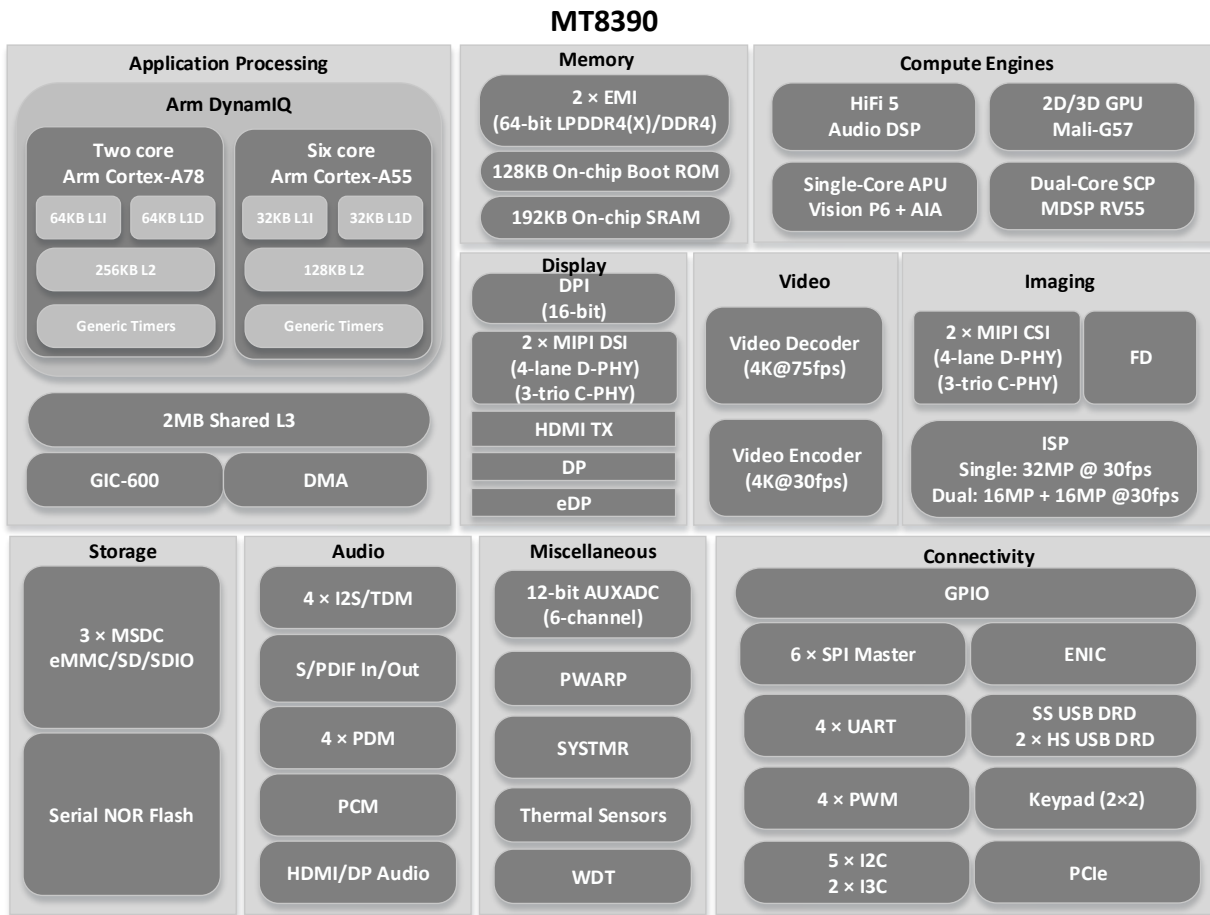 MT8390
Application Processing
Arm DynamIQ
Two core
Arm Cortex-A78
64KB L1I
64KB L1D
256KB L2
Generic Timers
Six core
Arm Cortex-A55
32KB L1I
32KB L1D
128KB L2
Generic Timers
2MB Shared L3
GIC-600
DMA
Memory
2 × EMI
(64-bit LPDDR4(X)/DDR4)
128KB On-chip Boot ROM
192KB On-chip SRAM
Compute Engines
HiFi 5
Audio DSP
2D/3D GPU
Mali-G57
Single-Core APU
Vision P6 + AIA
Dual-Core SCP
MDSP RV55
Display
DPI
(16-bit)
2 × MIPI DSI
(4-lane D-PHY)
(3-trio C-PHY)
HDMI TX
DP
eDP
Video
Video Decoder
(4K@75fps)
Video Encoder
(4K@30fps)
Imaging
2 × MIPI CSI
(4-lane D-PHY)
(3-trio C-PHY)
FD
ISP
Single: 32MP @ 30fps
Dual: 16MP + 16MP @30fps
Storage
3 × MSDC
eMMC/SD/SDIO
Serial NOR Flash
Audio
4 × I2S/TDM
S/PDIF In/Out
4 × PDM
PCM
HDMI/DP Audio
Miscellaneous
12-bit AUXADC
(6-channel)
PWARP
SYSTMR
Thermal Sensors
WDT
Connectivity
GPIO
6 × SPI Master
ENIC
4 × UART
SS USB DRD
2 × HS USB DRD
4 × PWM
Keypad (2×2)
5 × I2C
2 × I3C
PCIe